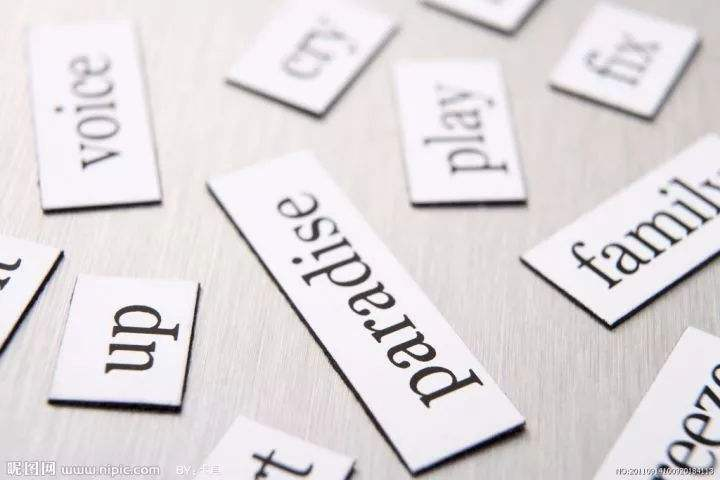 cry
fix
voice
play
family
paradise
up
昵图网 www.nipic.com